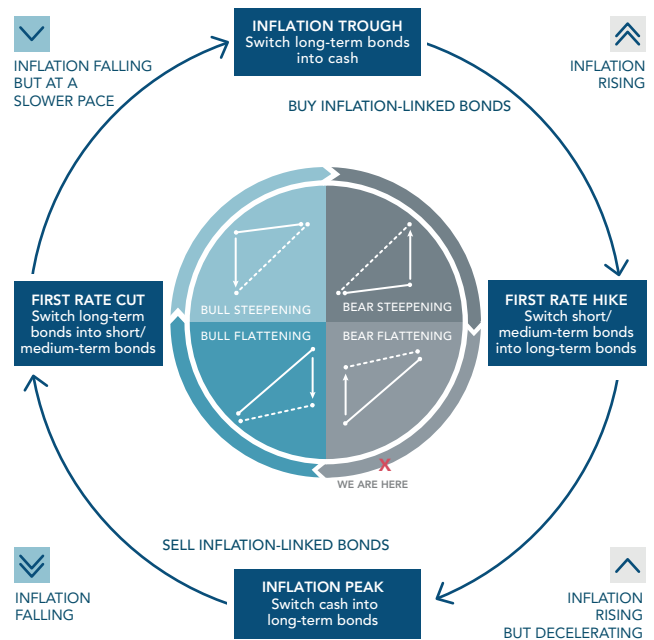 INFLATION TROUGH
Switch long-term bonds
into cash
INFLATION FALLING
BUT AT A
SLOWER PACE
INFLATION
RISING
BUY INFLATION-LINKED BONDS
BULL STEEPENING
BEAR STEEPENING
FIRST RATE CUT
Switch long-term
bonds into short/
medium-term bonds
FIRST RATE HIKE
Switch short/
medium-term bonds
into long-term bonds
BULL FLATTENING
BEAR FLATTENING
X
WE ARE HERE
SELL INFLATION-LINKED BONDS
INFLATION
FALLING
INFLATION PEAK
Switch cash into
long-term bonds
INFLATION
RISING
BUT DECELERATING